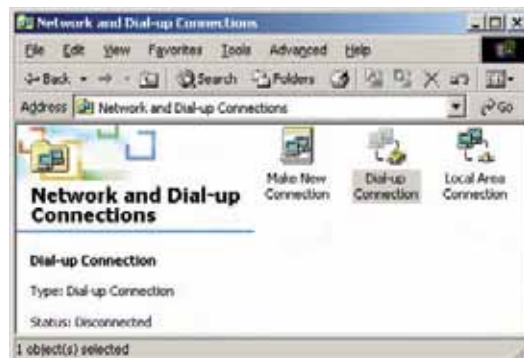 Network and Dial-up Connections
File Edit View Favorites Tools Advanced Help
Back Search Folders
Address Network and Dial-up Connections Go
Make New Connection
Dial-up Connection
Local Area Connection
Network and Dial-up
Connections
Dial-up Connection
Type: Dial-up Connection
Status: Disconnected
1 object(s) selected